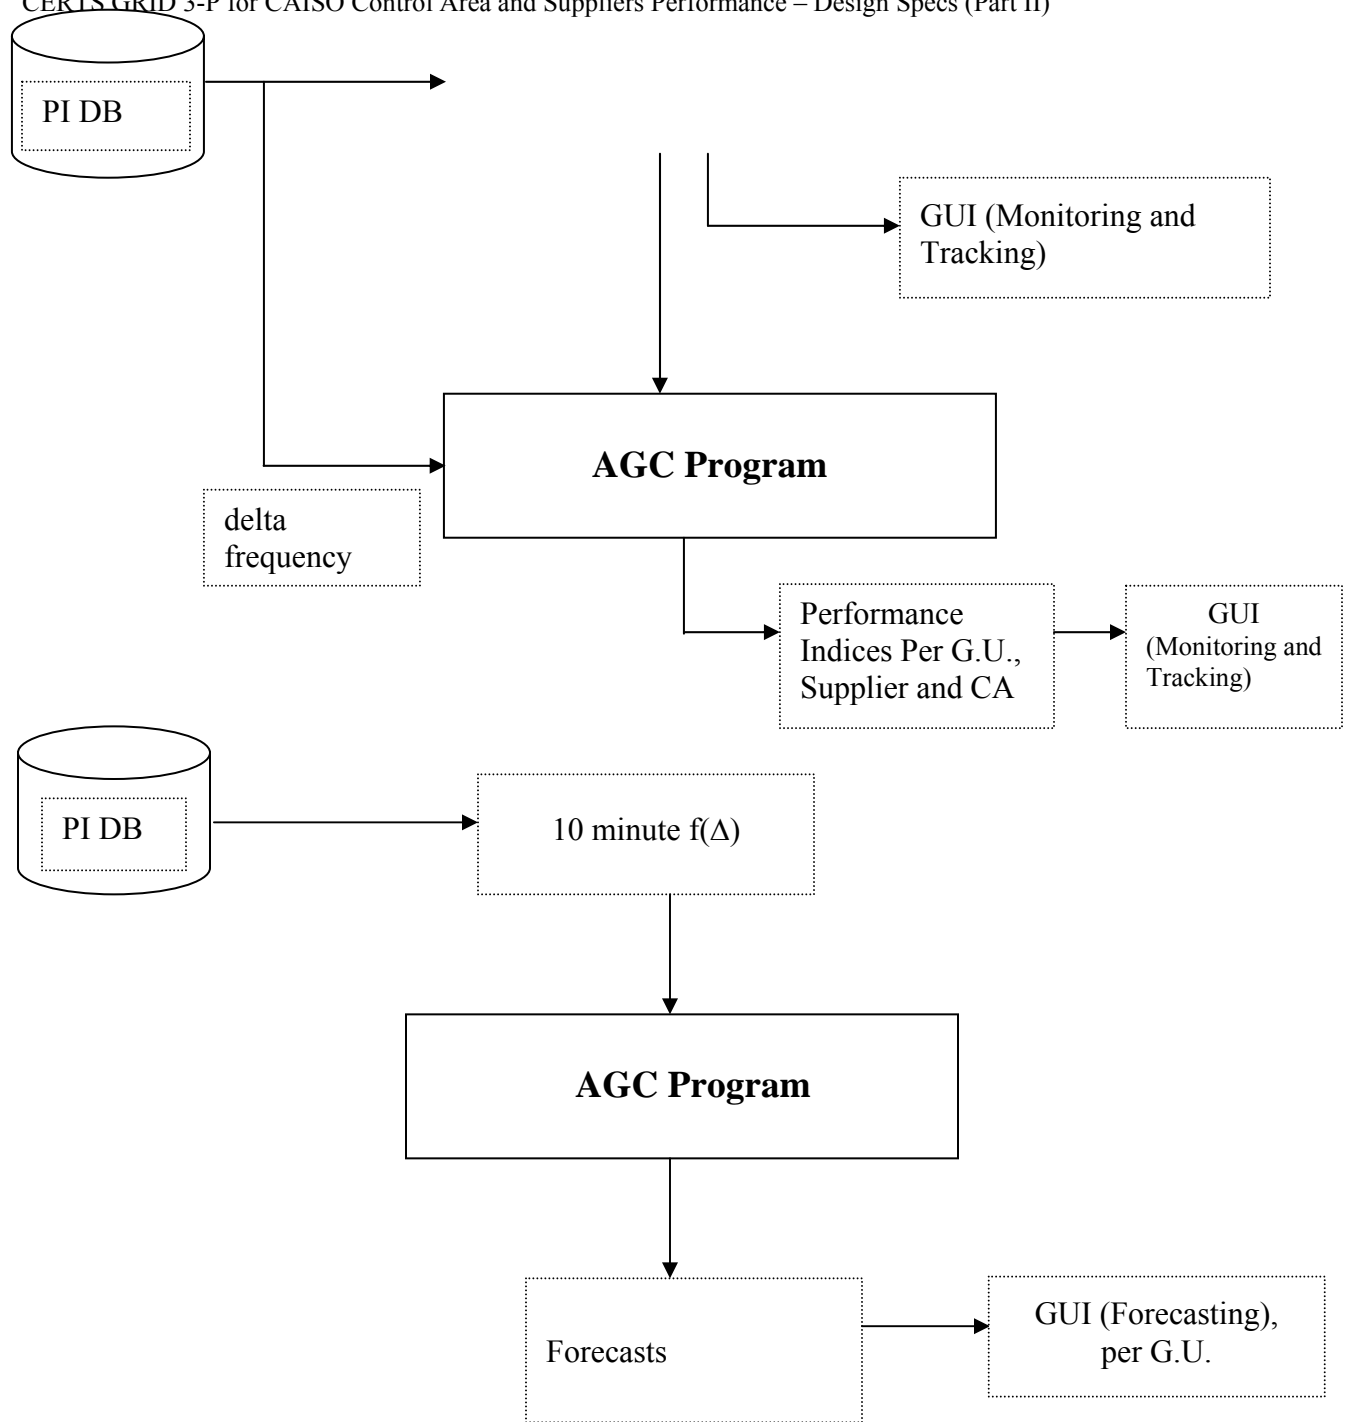 CERTS GRID 3-P for CAISO Control Area and Suppliers Performance – Design Specs (Part II)
PI DB
GUI (Monitoring and
Tracking)
AGC Program
delta
frequency
Performance
Indices Per G.U.,
Supplier and CA
GUI
(Monitoring and
Tracking)
PI DB
10 minute f(Δ)
AGC Program
Forecasts
GUI (Forecasting),
per G.U.